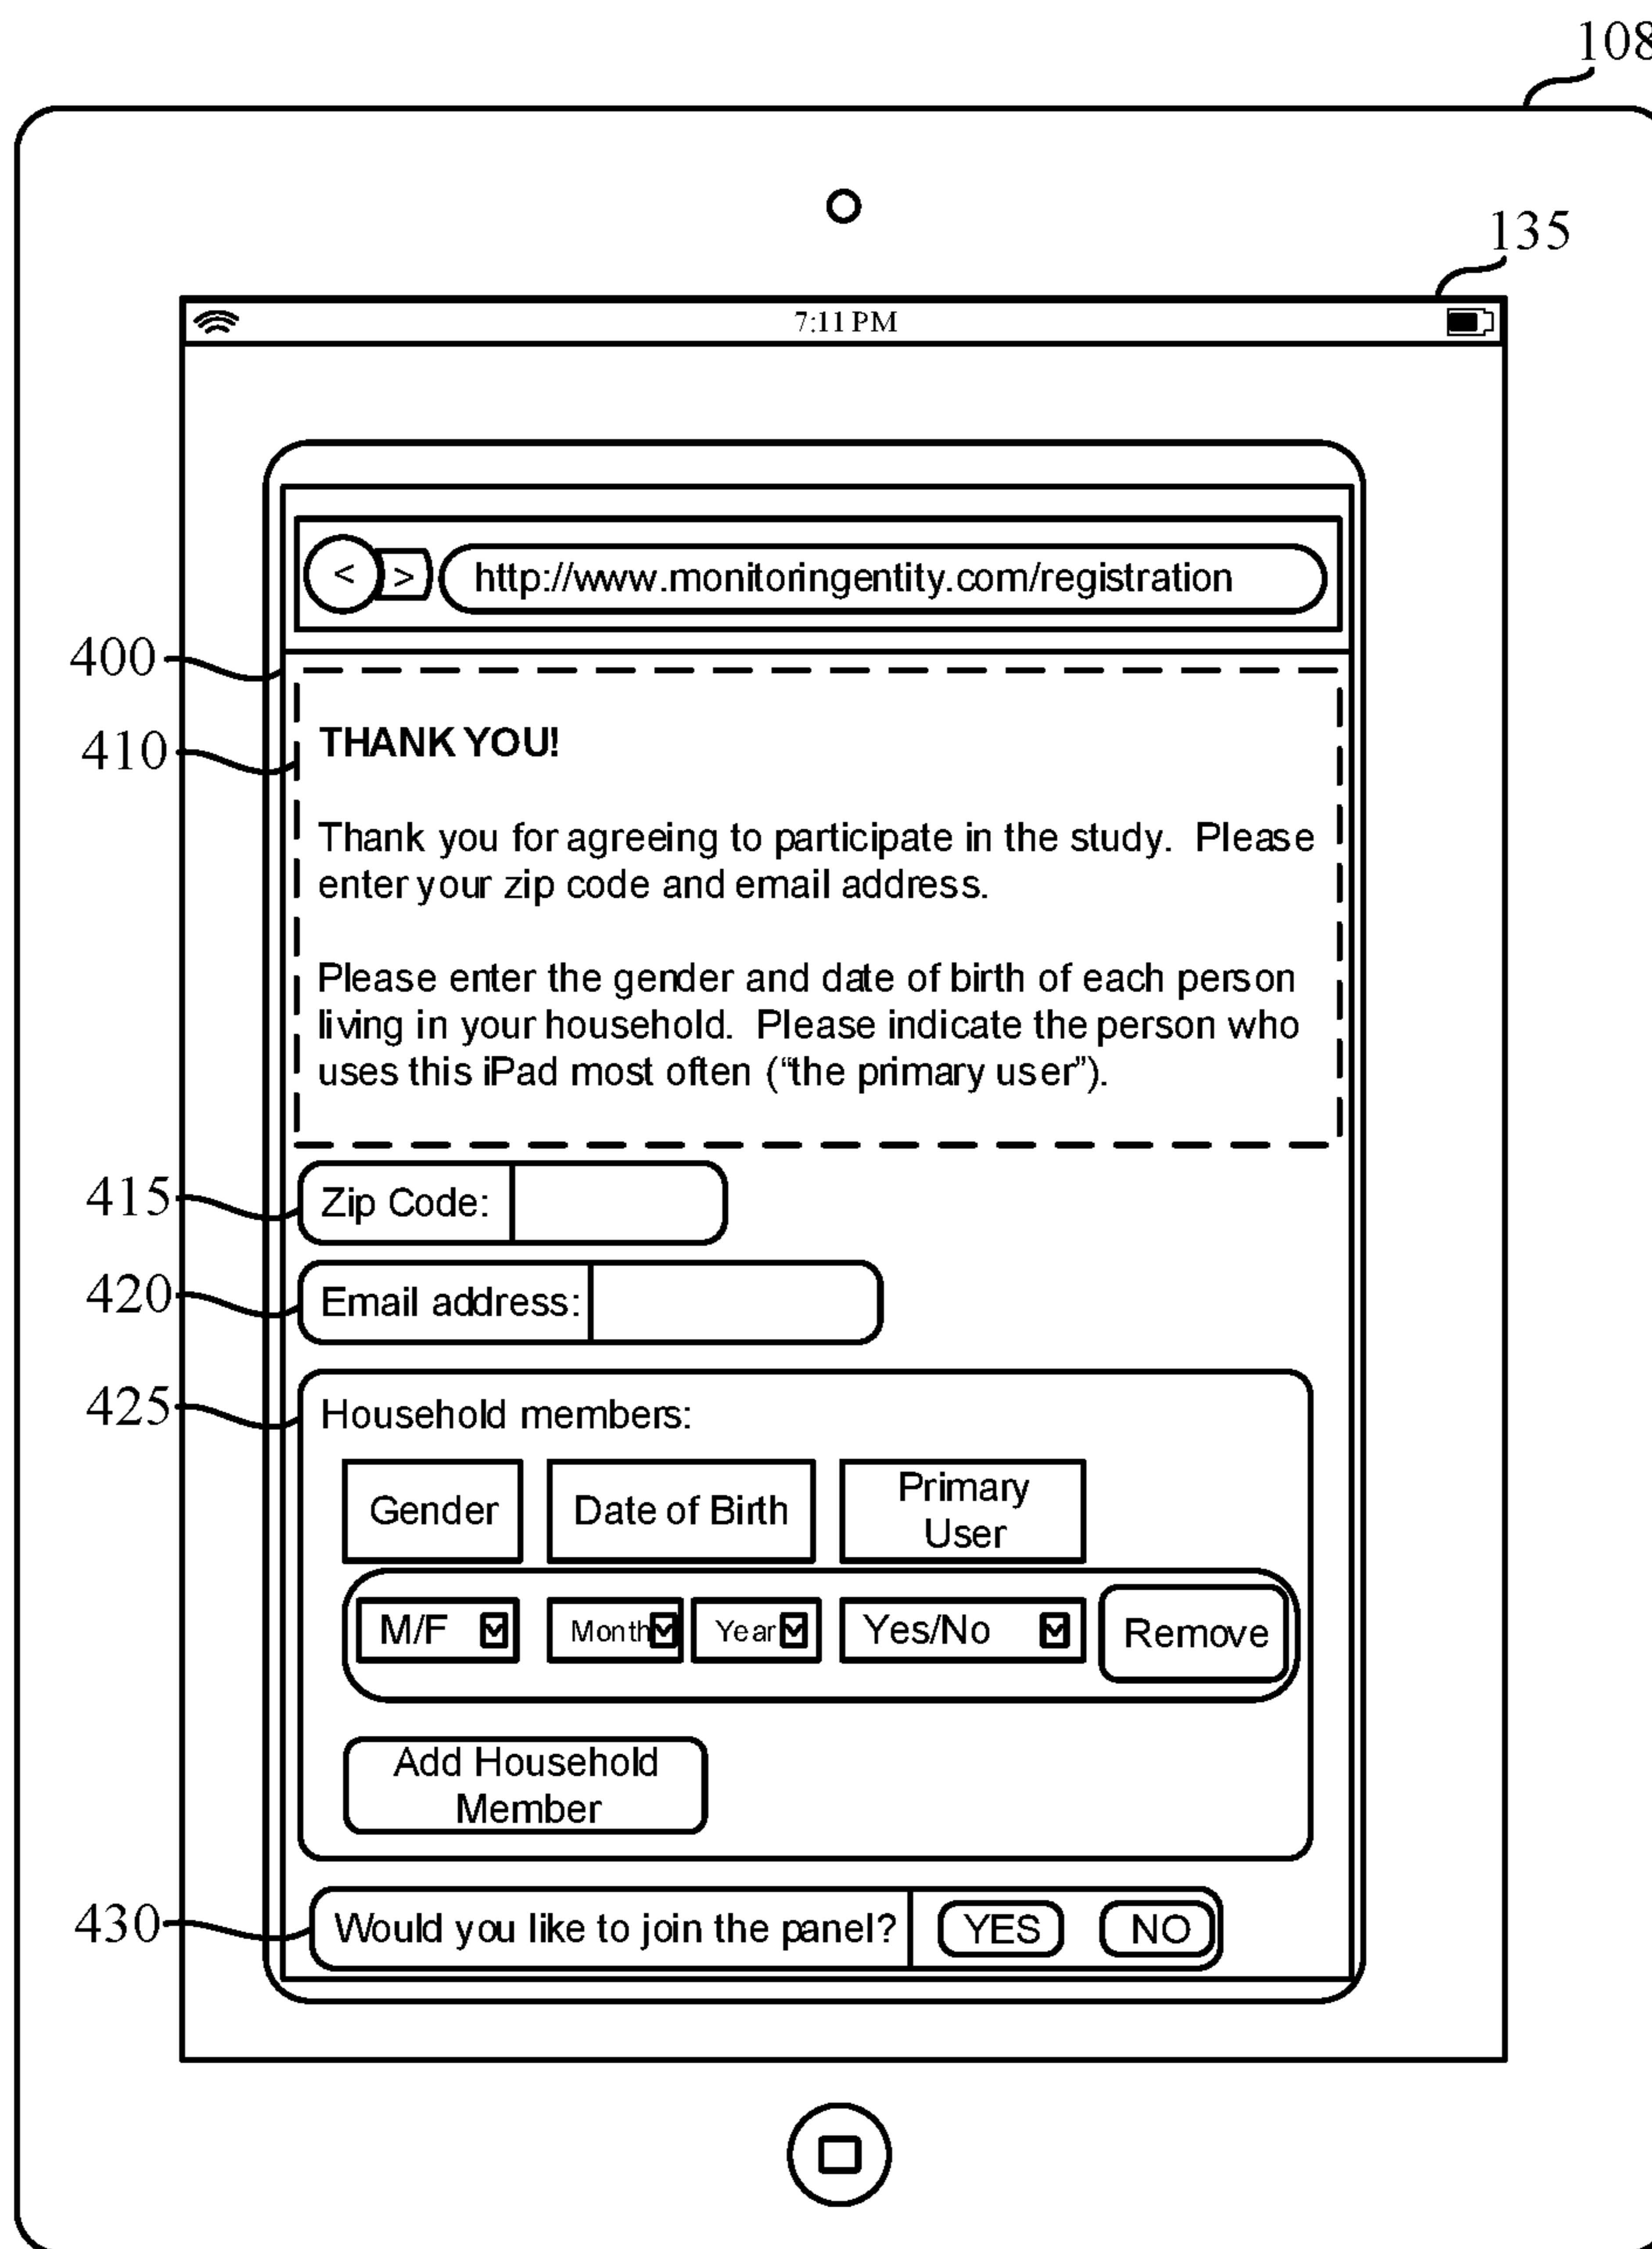 108
135
7:11 PM
< > http://www.monitoringentity.com/registration
400
410
THANK YOU!
Thank you for agreeing to participate in the study. Please
enter your zip code and email address.
Please enter the gender and date of birth of each person
living in your household. Please indicate the person who
uses this iPad most often (“the primary user”).
415
Zip Code:
420
Email address:
425
Household members:
Gender Date of Birth Primary
User
M/F Month Year Yes/No Remove
Add Household
Member
430
Would you like to join the panel? YES NO